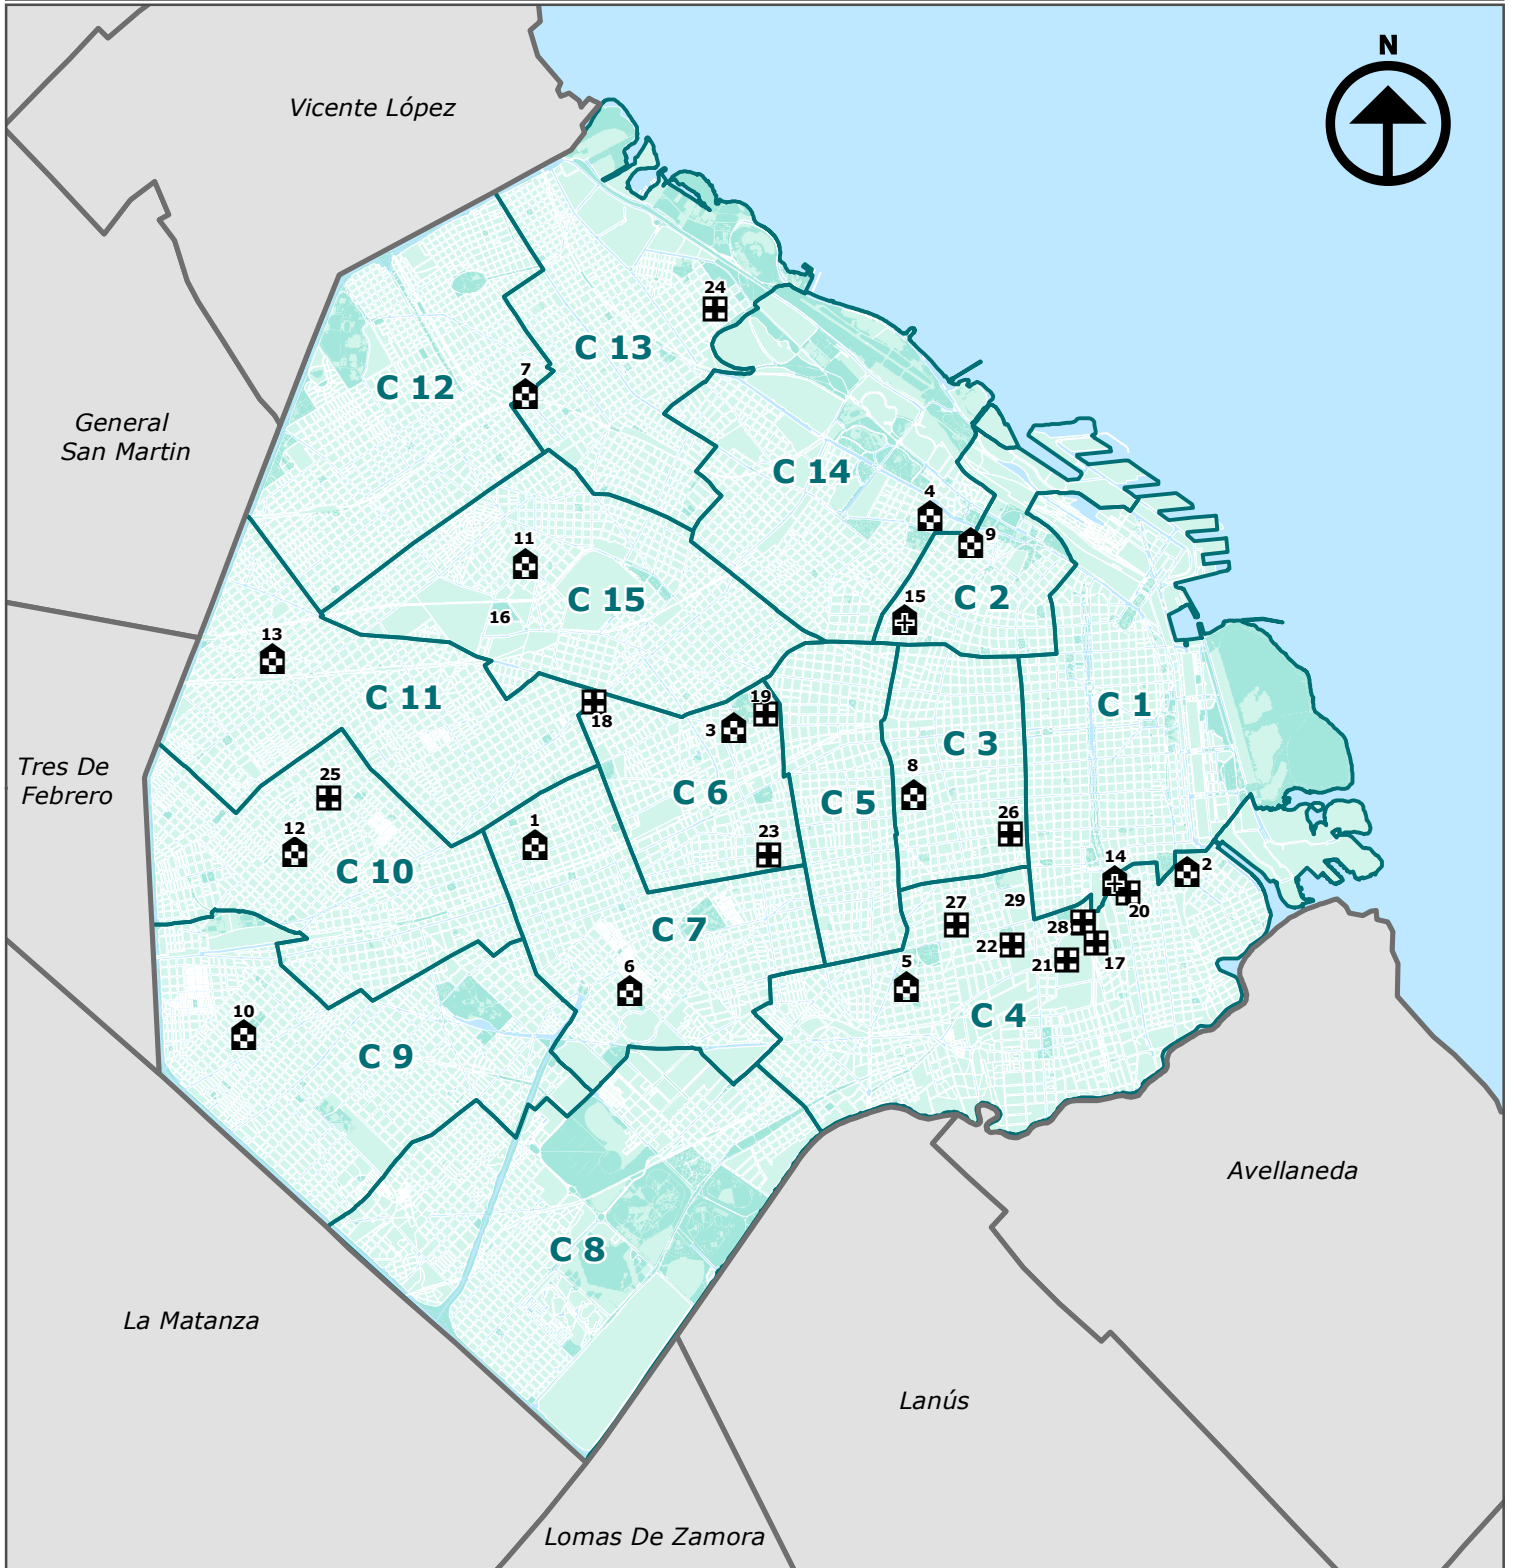 N
Vicente López
24
C 13
7
C 12
General
San Martin
C 14
4
9
11
15
C 2
C 15
16
13
C 11
19
C 1
18
3
C 3
Tres De
Febrero
25
8
C 6
C 5
26
12
1
23
14
2
C 10
29
27
20
C 7
28
22
21
17
6
5
10
C 4
C 9
Avellaneda
C 8
La Matanza
Lanús
Lomas De Zamora